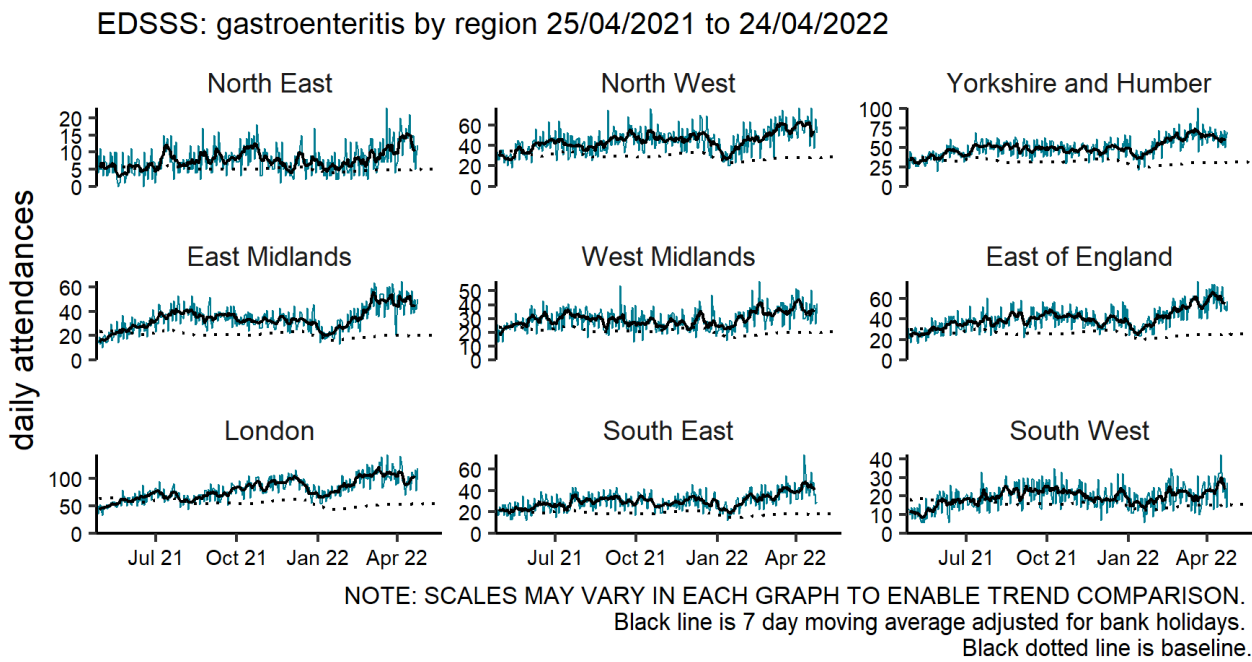 EDSSS: gastroenteritis by region 25/04/2021 to 24/04/2022
daily attendances
North East
20
15
10
5
0
North West
60
40
20
0
Yorkshire and Humber
100
75
50
25
0
East Midlands
60
40
20
0
West Midlands
50
40
30
20
10
0
East of England
60
40
20
0
London
100
50
0
Jul 21 Oct 21 Jan 22 Apr 22
South East
60
40
20
0
Jul 21 Oct 21 Jan 22 Apr 22
South West
40
30
20
10
0
Jul 21 Oct 21 Jan 22 Apr 22
NOTE: SCALES MAY VARY IN EACH GRAPH TO ENABLE TREND COMPARISON.
Black line is 7 day moving average adjusted for bank holidays.
Black dotted line is baseline.